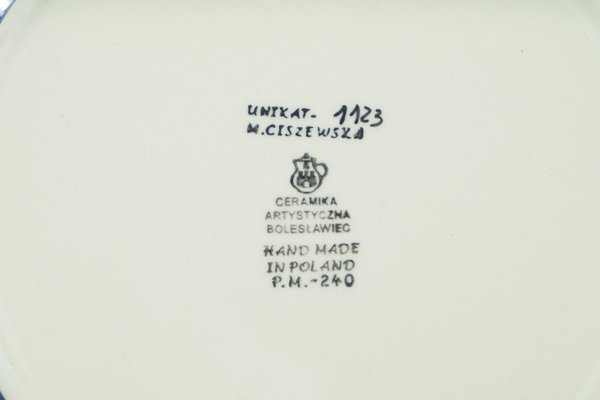 UNIKAT- 1123
M.CISZEWSKA
CERAMIKA
ARTYSTYCZNA
BOLESŁAWIEC
HAND MADE
IN POLAND
P.M.-240